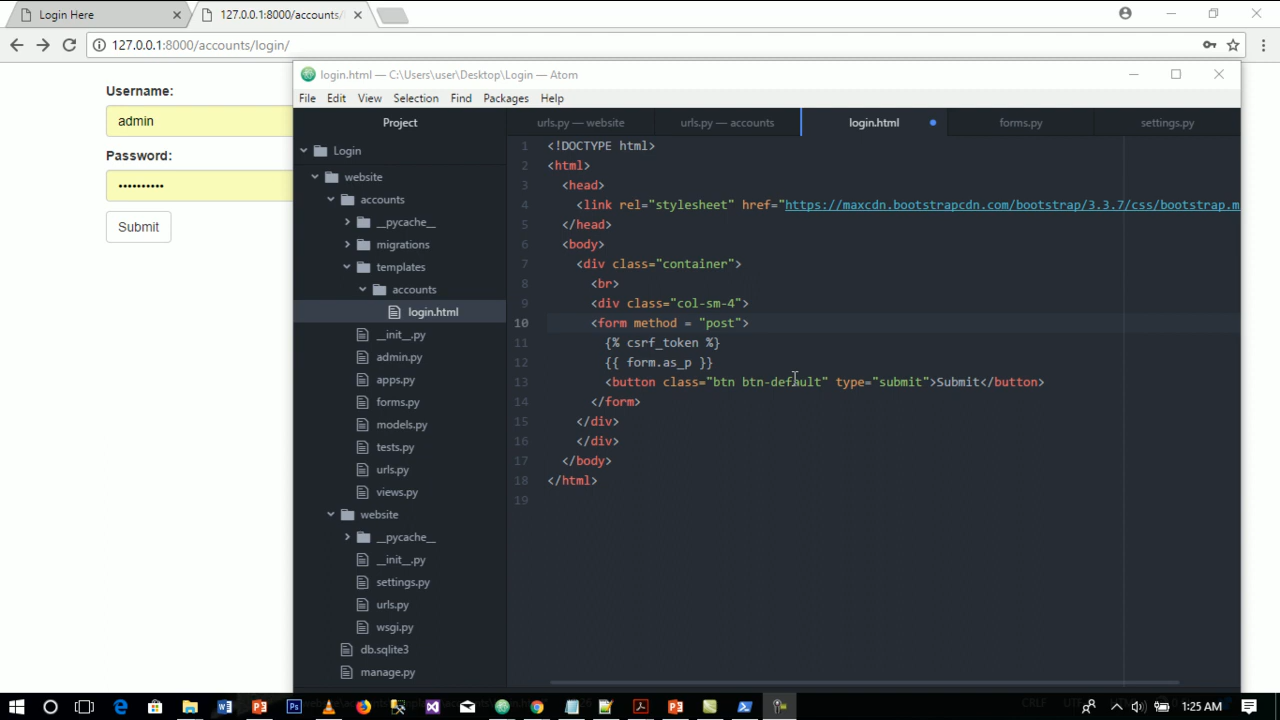 Login Here
127.0.0.1:8000/accounts/
127.0.0.1:8000/accounts/login/
Username:
admin
Password:
••••••••••
Submit
login.html — C:\Users\user\Desktop\Login — Atom
File Edit View Selection Find Packages Help
Project
Login
website
accounts
__pycache__
migrations
templates
accounts
login.html
__init__.py
admin.py
apps.py
forms.py
models.py
tests.py
urls.py
views.py
website
__pycache__
__init__.py
settings.py
urls.py
wsgi.py
db.sqlite3
manage.py
urls.py — website urls.py — accounts login.html forms.py settings.py
1 <!DOCTYPE html>
2 <html>
3 <head>
4 <link rel="stylesheet" href="https://maxcdn.bootstrapcdn.com/bootstrap/3.3.7/css/bootstrap.m
5 </head>
6 <body>
7 <div class="container">
8 <br>
9 <div class="col-sm-4">
10 <form method = "post">
11 {% csrf_token %}
12 {{ form.as_p }}
13 <button class="btn btn-default" type="submit">Submit</button>
14 </form>
15 </div>
16 </div>
17 </body>
18 </html>
19
CRLF
1:25 AM